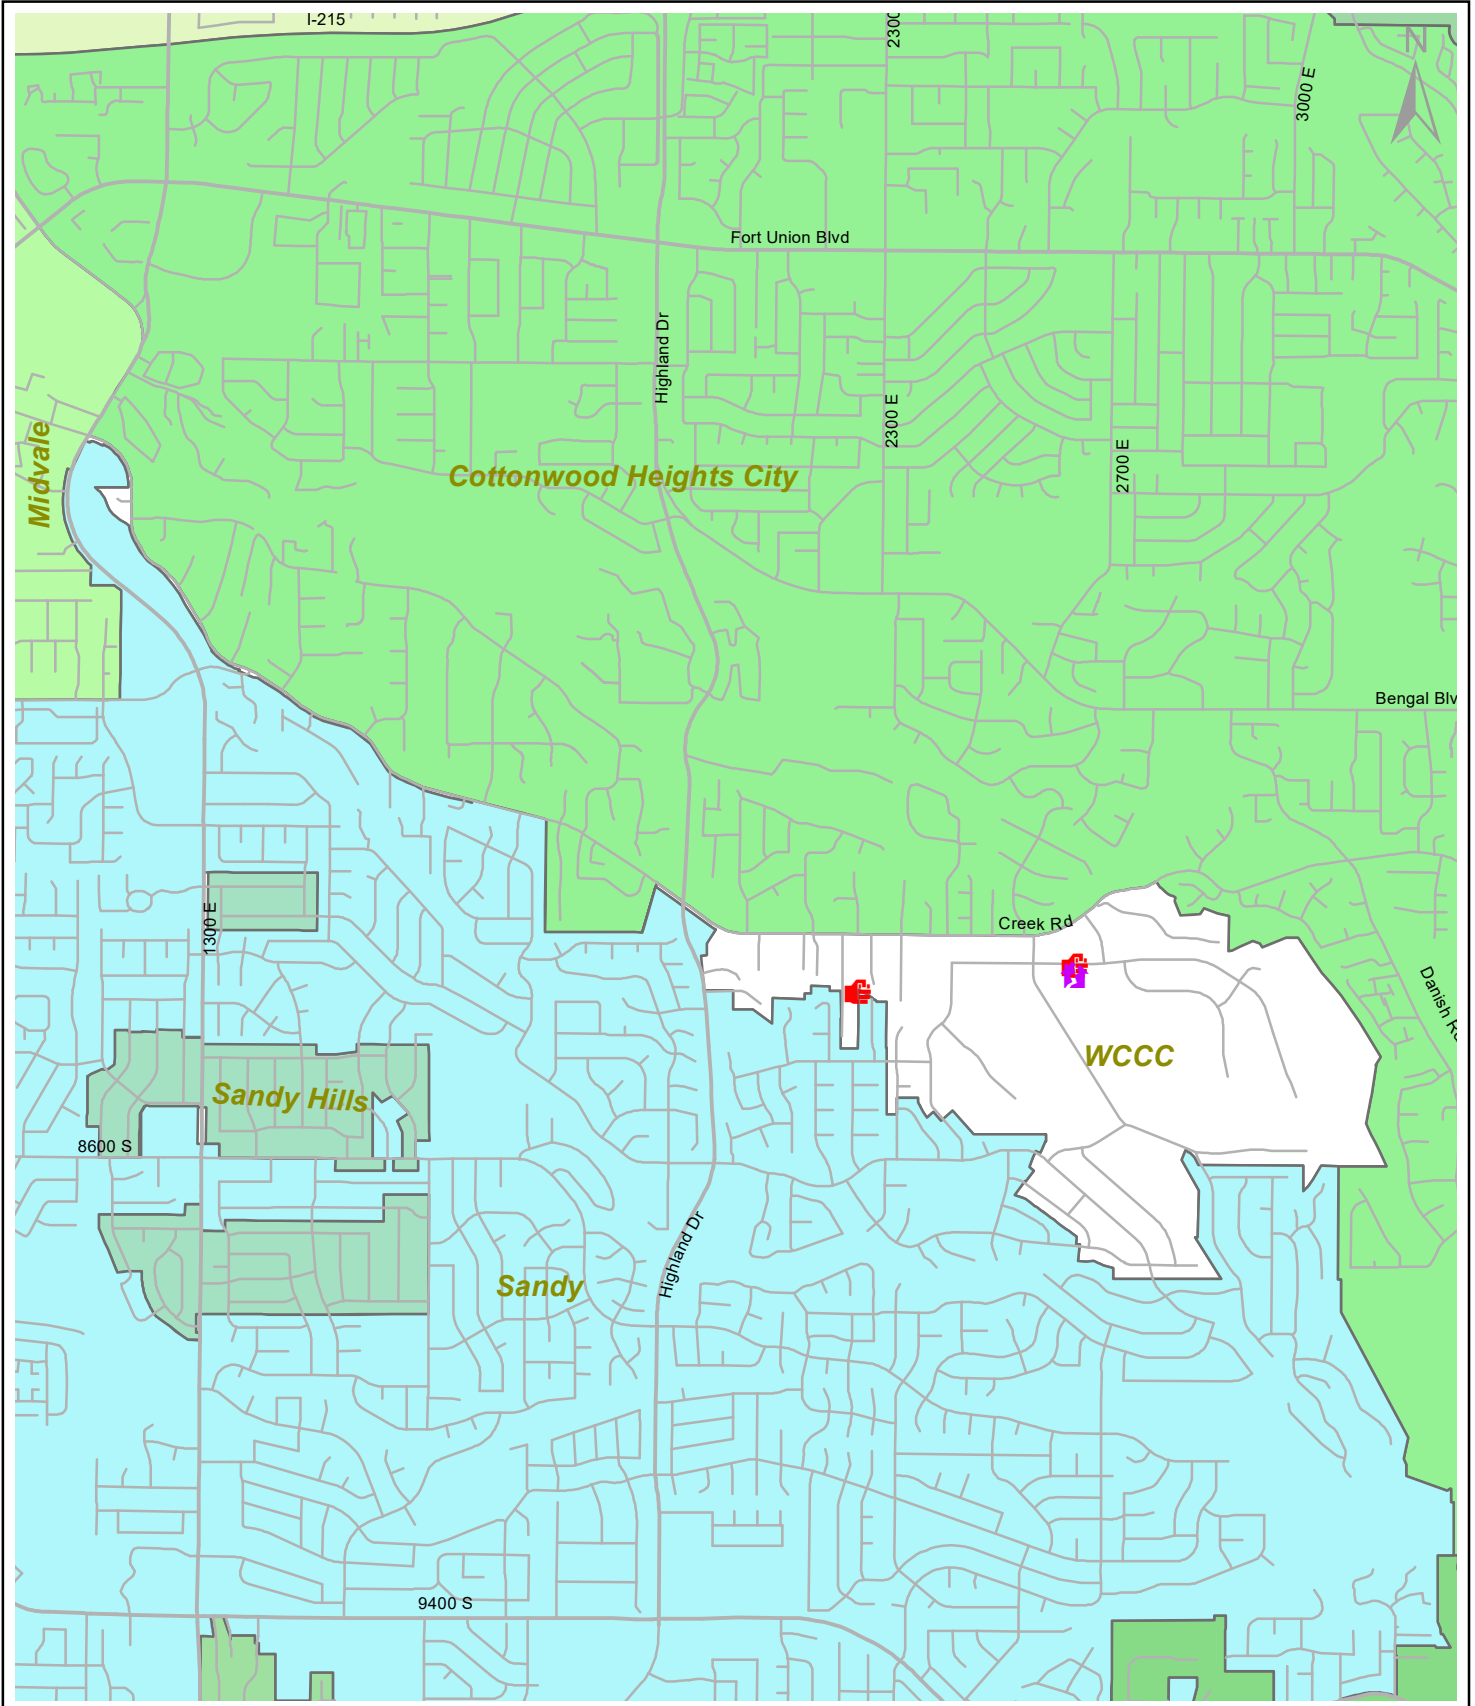 I-215
2300
N
3000 E
Fort Union Blvd
Highland Dr
2300 E
2700 E
Midvale
Cottonwood Heights City
Bengal Blv
1300 E
Creek Rd
Danish R
WCCC
Sandy Hills
8600 S
Highland Dr
Sandy
9400 S